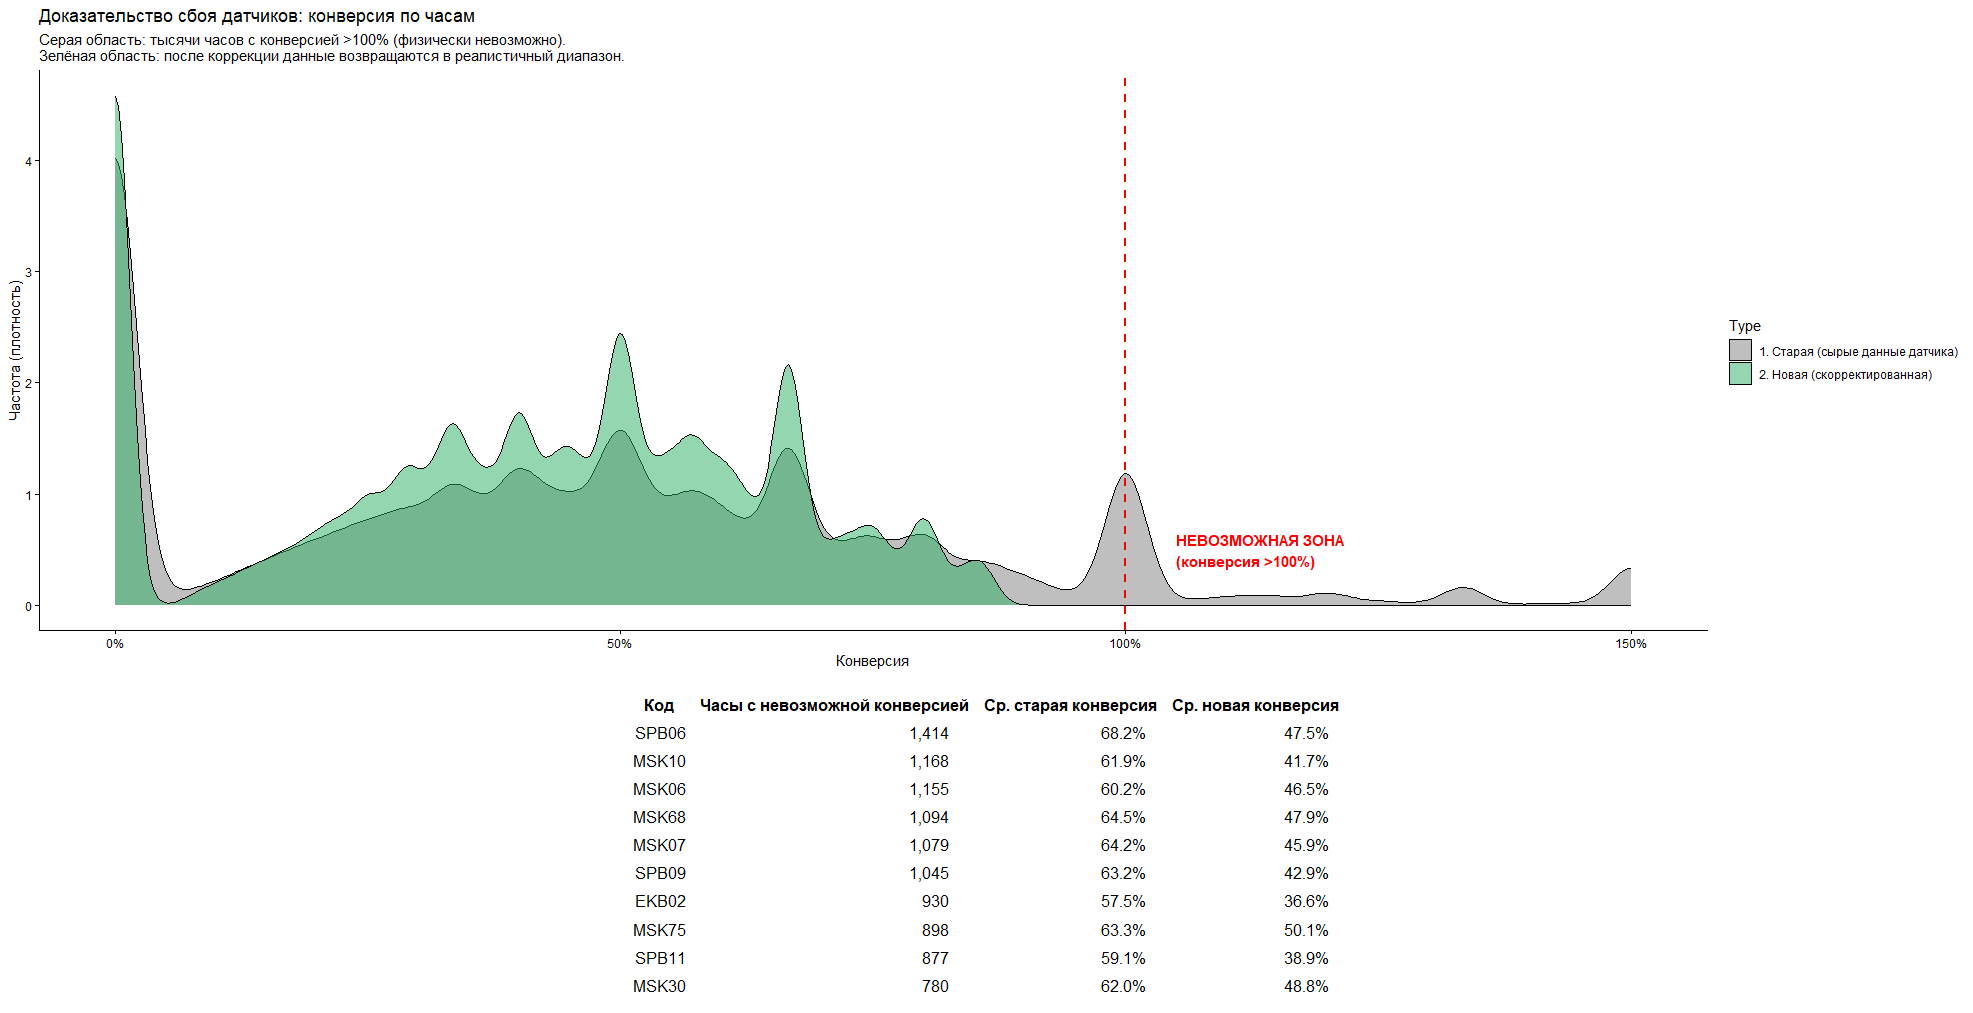 Доказательство сбоя датчиков: конверсия по часам
Серая область: тысячи часов с конверсией >100% (физически невозможно).
Зелёная область: после коррекции данные возвращаются в реалистичный диапазон.
Частота (плотность)
4
3
2
1
0
НЕВОЗМОЖНАЯ ЗОНА
(конверсия >100%)
0% 50% 100% 150%
Конверсия
Type
1. Старая (сырые данные датчика)
2. Новая (скорректированная)
Код Часы с невозможной конверсией Ср. старая конверсия Ср. новая конверсия
SPB06 1,414 68.2% 47.5%
MSK10 1,168 61.9% 41.7%
MSK06 1,155 60.2% 46.5%
MSK68 1,094 64.5% 47.9%
MSK07 1,079 64.2% 45.9%
SPB09 1,045 63.2% 42.9%
EKB02 930 57.5% 36.6%
MSK75 898 63.3% 50.1%
SPB11 877 59.1% 38.9%
MSK30 780 62.0% 48.8%